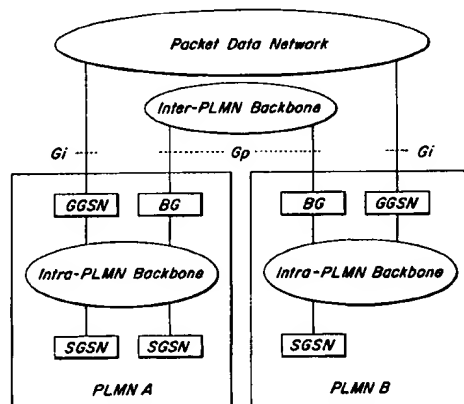 Packet Data Network
Inter-PLMN Backbone
Gi Gp Gi
GGSN BG BG GGSN
Intra-PLMN Backbone Intra-PLMN Backbone
SGSN SGSN SGSN
PLMN A PLMN B